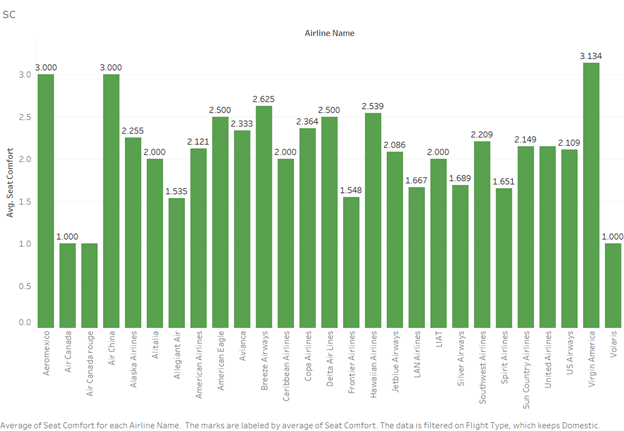 SC
Airline Name
3.000
1.000
3.000
2.255
2.000
1.535
2.121
2.500
2.333
2.625
2.000
2.364
2.500
1.548
2.539
2.086
1.667
2.000
1.689
2.209
1.651
2.149
2.109
3.134
1.000
Avg. Seat Comfort
3.0
2.5
2.0
1.5
1.0
0.5
0.0
Aeromexico
Air Canada
Air Canada rouge
Air China
Alaska Airlines
Alitalia
Allegiant Air
American Airlines
American Eagle
Avianca
Breeze Airways
Caribbean Airlines
Copa Airlines
Delta Air Lines
Frontier Airlines
Hawaiian Airlines
Jetblue Airways
LAN Airlines
LIAT
Silver Airways
Southwest Airlines
Spirit Airlines
Sun Country Airlines
United Airlines
US Airways
Virgin America
Volaris
Average of Seat Comfort for each Airline Name. The marks are labeled by average of Seat Comfort. The data is filtered on Flight Type, which keeps Domestic.